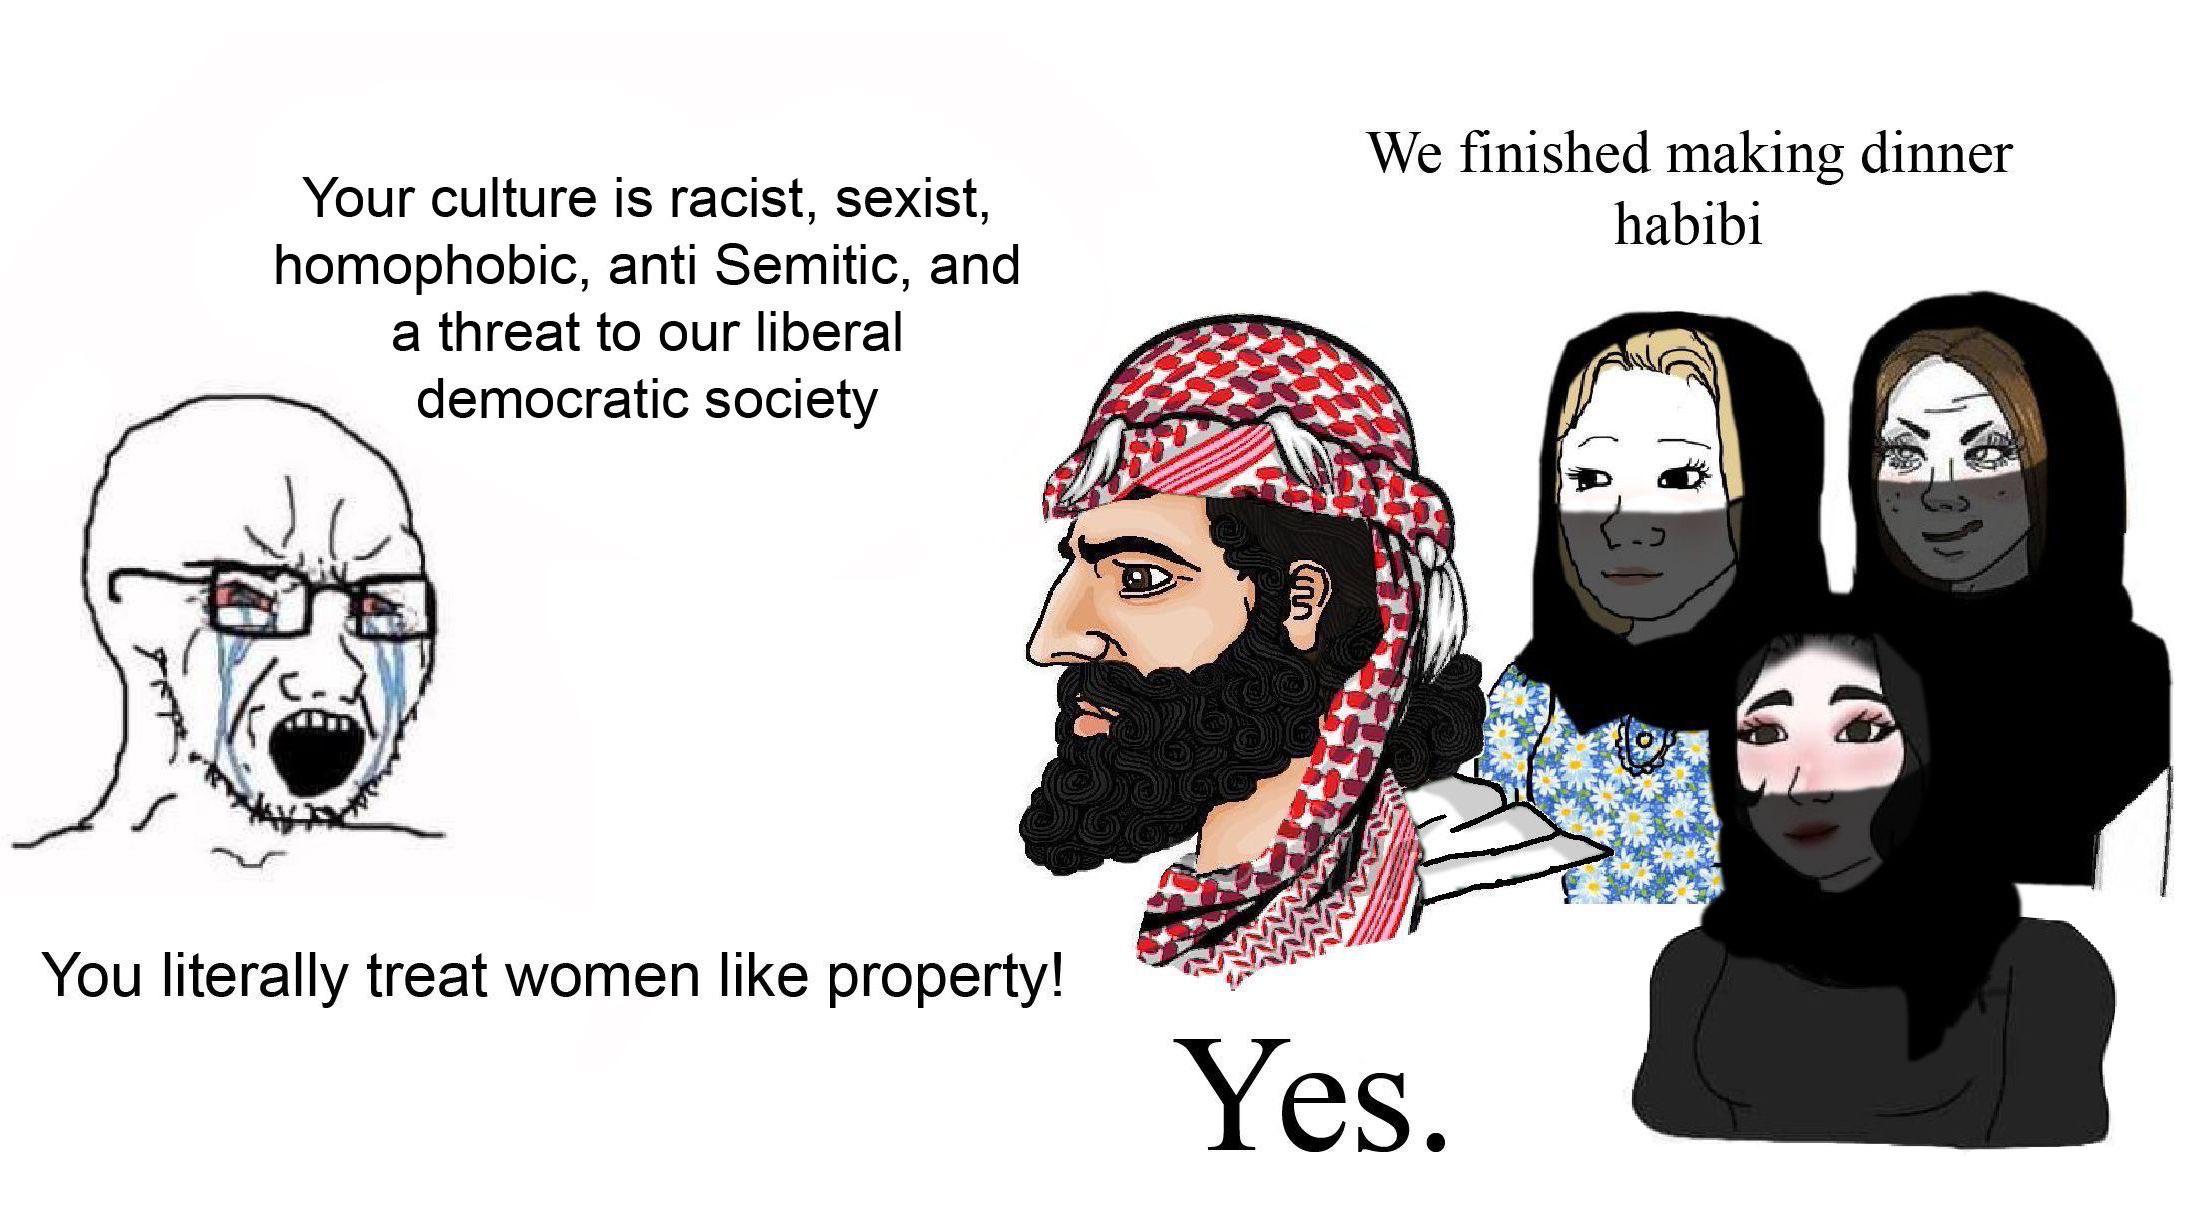 Your culture is racist, sexist,
homophobic, anti Semitic, and
a threat to our liberal
democratic society
You literally treat women like property!
We finished making dinner
habibi
Yes.